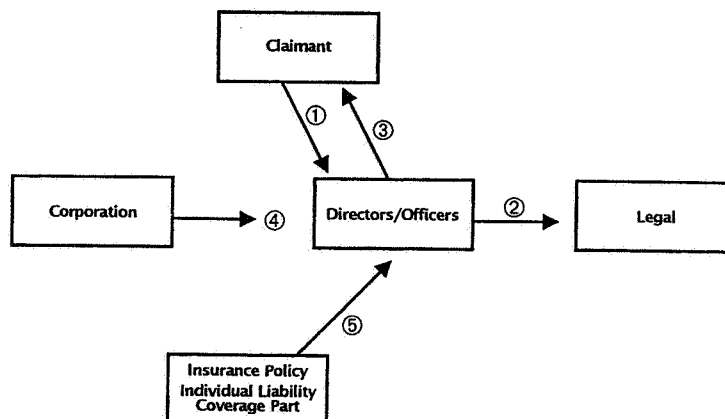 Claimant
①
③
Corporation
④
Directors/Officers
②
Legal
⑤
Insurance Policy
Individual Liability
Coverage Part